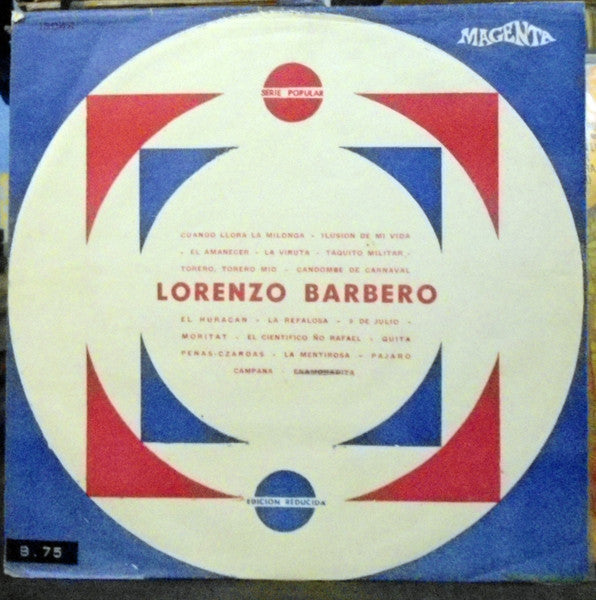 MAGENTA
SERIE POPULAR
CUANDO LLORA LA MILONGA - ILUSION DE MI VIDA
- EL AMANECER - LA VIRUTA - TAQUITO MILITAR -
TORERO, TORERO MIO - CANDOMBE DE CARNAVAL
LORENZO BARBERO
EL HURACAN - LA REFALOSA - 9 DE JULIO -
MORITAT - EL CIENTIFICO ÑO RAFAEL - QUITA
PENAS-CZARDAS - LA MENTIROSA - PAJARO
CAMPANA - ENAMORADITA
EDICION REDUCIDA
B.75